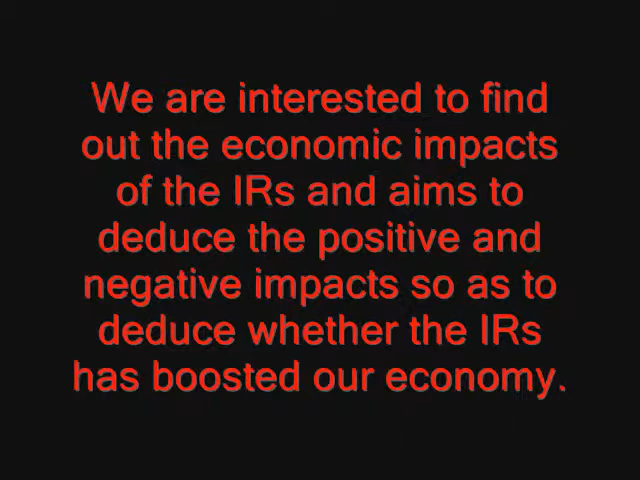 We are interested to find
out the economic impacts
of the IRs and aims to
deduce the positive and
negative impacts so as to
deduce whether the IRs
has boosted our economy.